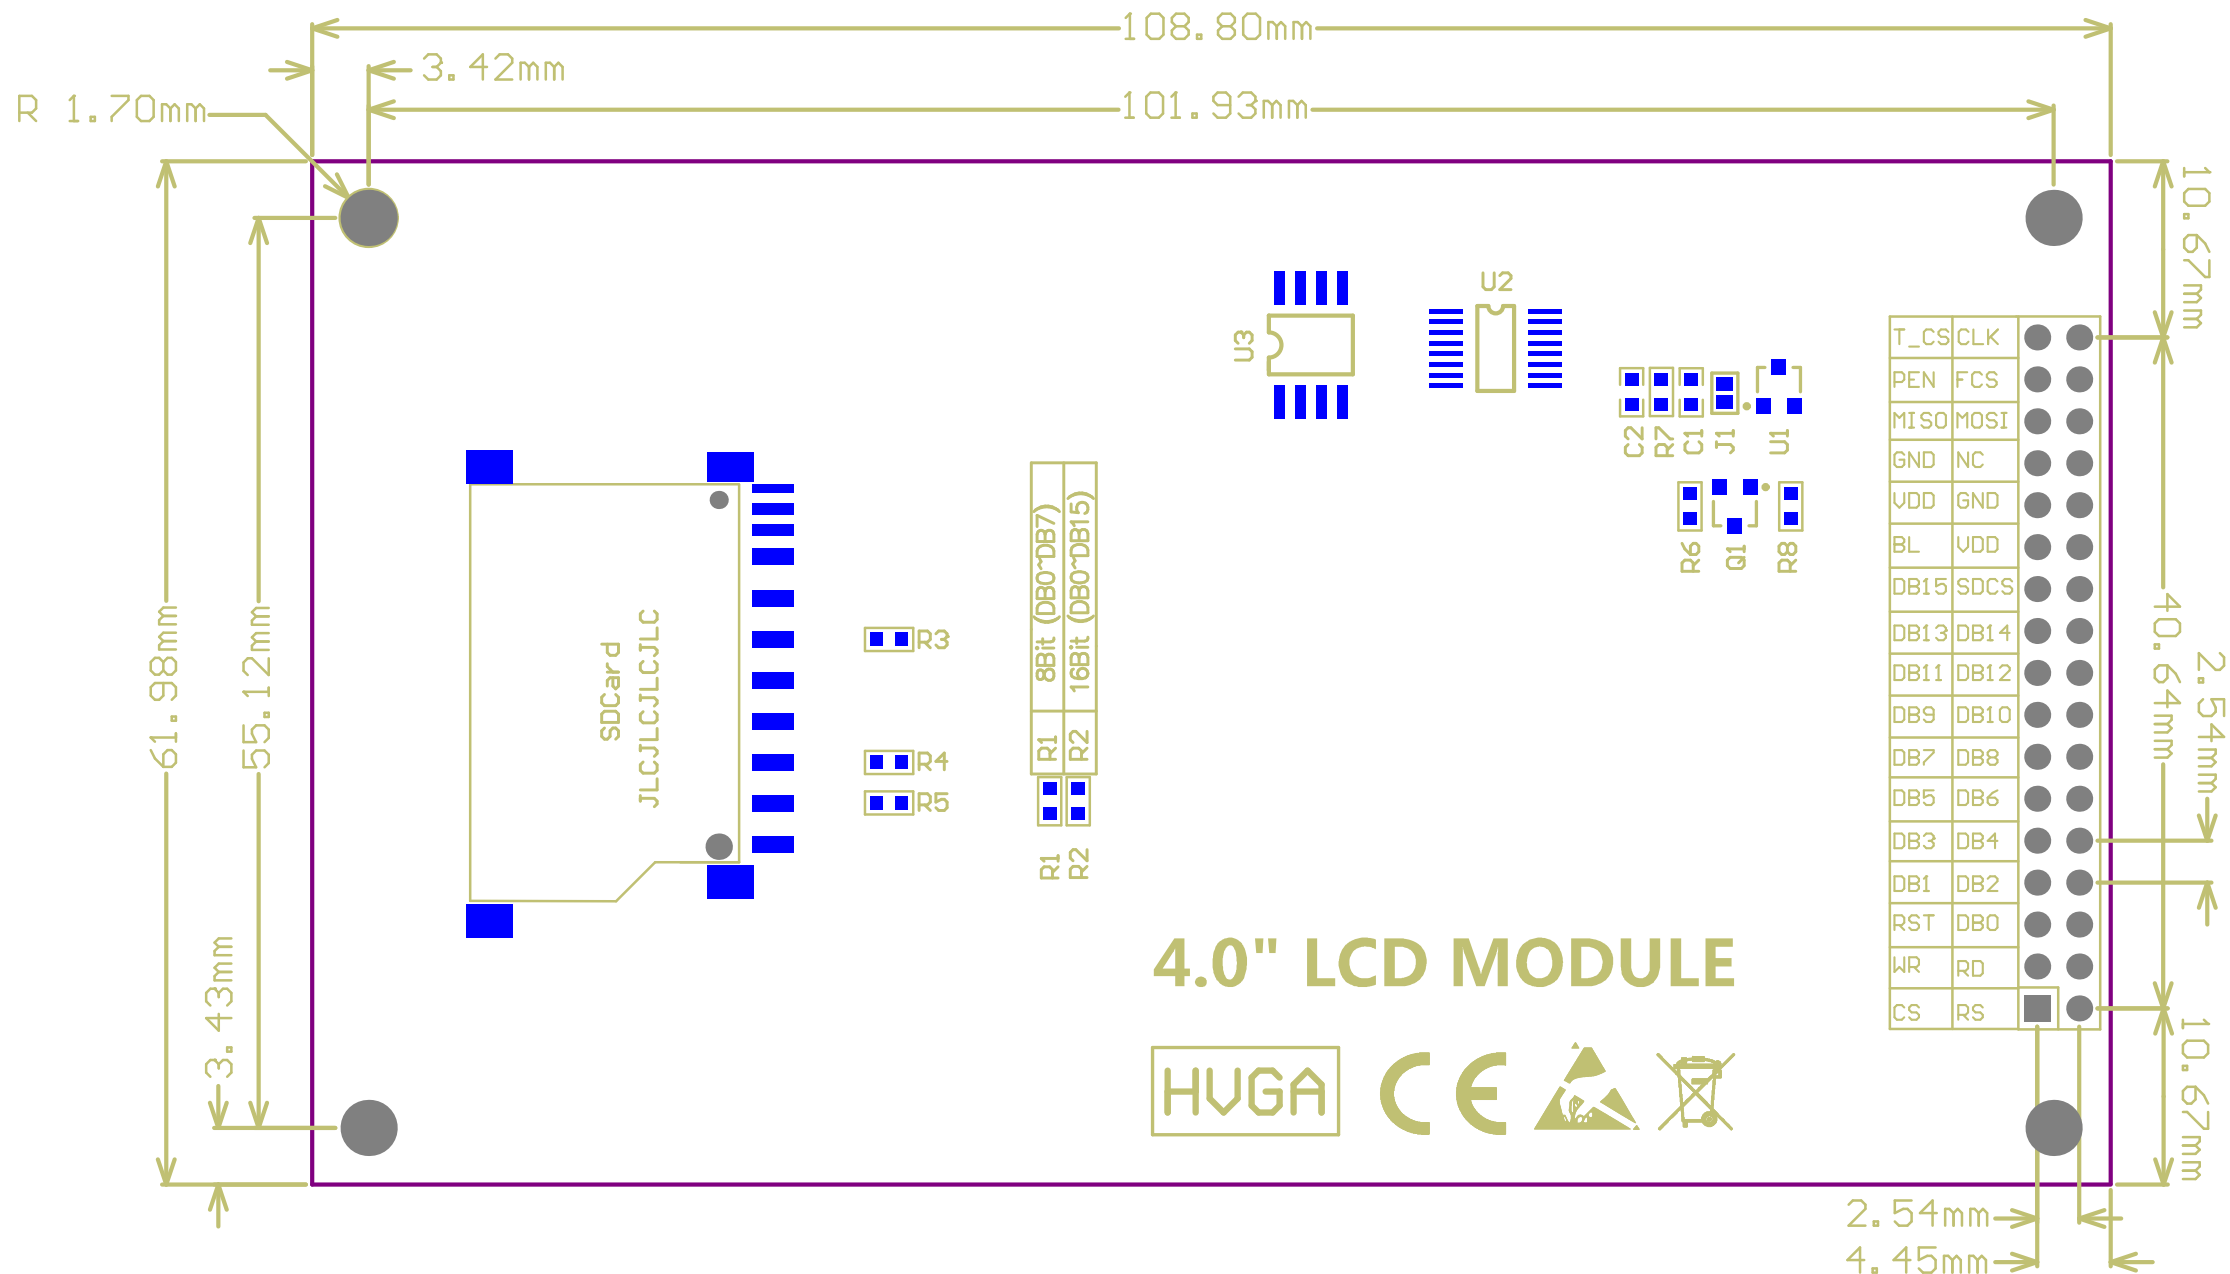 108.80mm
3.42mm
R 1.70mm
101.93mm
10.67mm
61.98mm
55.12mm
3.43mm
U3
U2
C2
R7
C1
J1
U1
R6
Q1
R8
SDCard
JLCJLCJLCJLCJLC
R3
R4
R5
R1 8Bit (DB0~DB7)
R2 16Bit (DB0~DB15)
R1
R2
T_CS CLK
PEN FCS
MISO MOSI
GND NC
VDD GND
BL VDD
DB15 SDCS
DB13 DB14
DB11 DB12
DB9 DB10
DB7 DB8
DB5 DB6
DB3 DB4
DB1 DB2
RST DB0
WR RD
CS RS
40.64mm
2.54mm
10.67mm
4.0" LCD MODULE
HVGA
CE
2.54mm
4.45mm